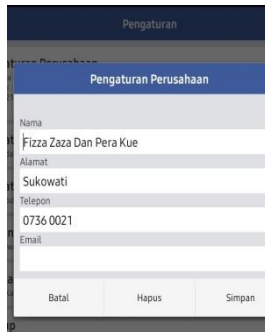 Pengaturan
Pengaturan Perusahaan
Nama
Fizza Zaza Dan Pera Kue
Alamat
Sukowati
Telepon
0736 0021
Email
Batal Hapus Simpan